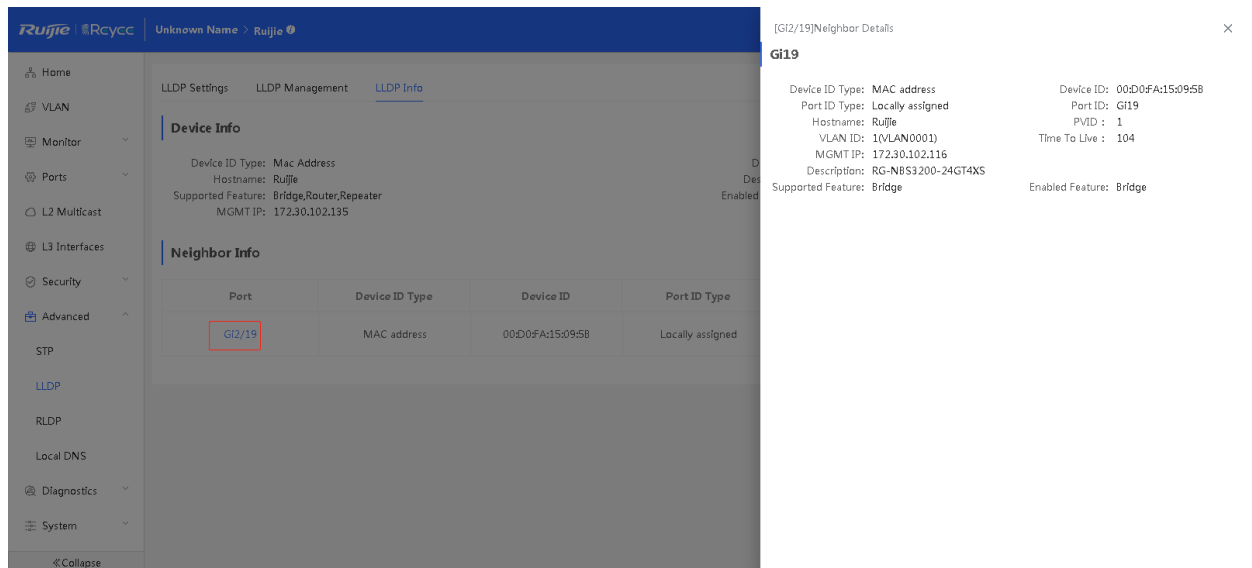 Ruijie Rcycc Unknown Name > Ruijie
Home
VLAN
Monitor
Ports
L2 Multicast
L3 Interfaces
Security
Advanced
STP
LLDP
RLDP
Local DNS
Diagnostics
System
«Collapse
LLDP Settings LLDP Management LLDP Info
Device Info
Device ID Type: Mac Address D
Hostname: Ruijie Des
Supported Feature: Bridge,Router,Repeater Enabled
MGMT IP: 172.30.102.135
Neighbor Info
Port Device ID Type Device ID Port ID Type
Gi2/19 MAC address 00:D0:FA:15:09:5B Locally assigned
[Gi2/19]Neighbor Details
Gi19
Device ID Type: MAC address Device ID: 00:D0:FA:15:09:5B
Port ID Type: Locally assigned Port ID: Gi19
Hostname: Ruijie PVID : 1
VLAN ID: 1(VLAN0001) Time To Live : 104
MGMT IP: 172.30.102.116
Description: RG-NBS3200-24GT4XS
Supported Feature: Bridge Enabled Feature: Bridge